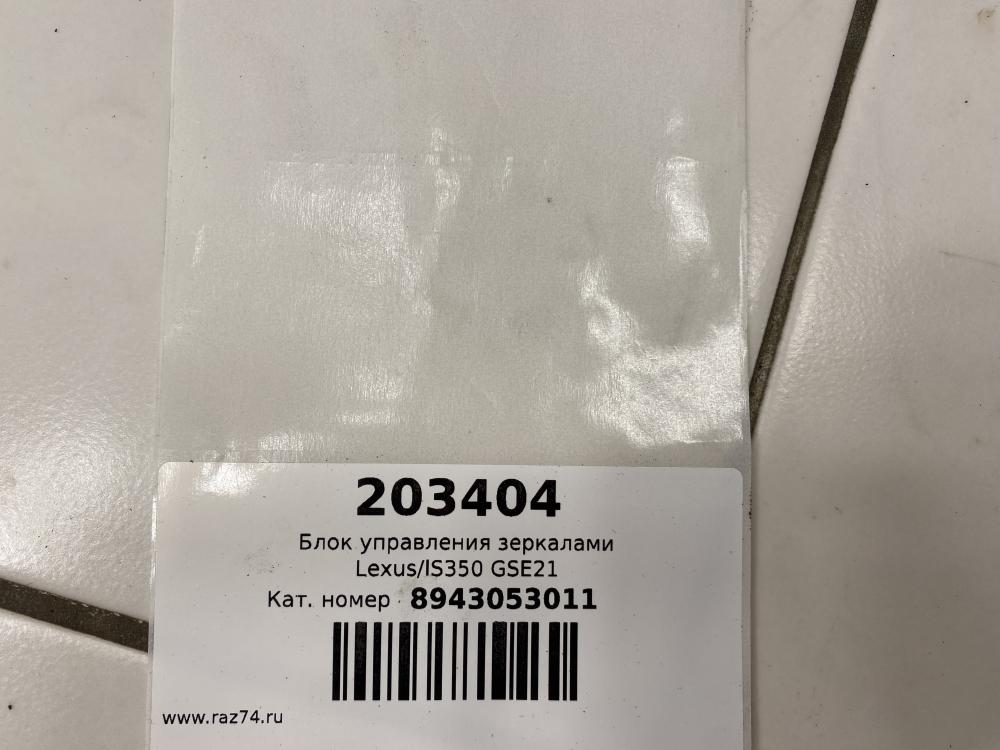 203404
Блок управления зеркалами
Lexus/IS350 GSE21
Кат. номер 8943053011
www.raz74.ru